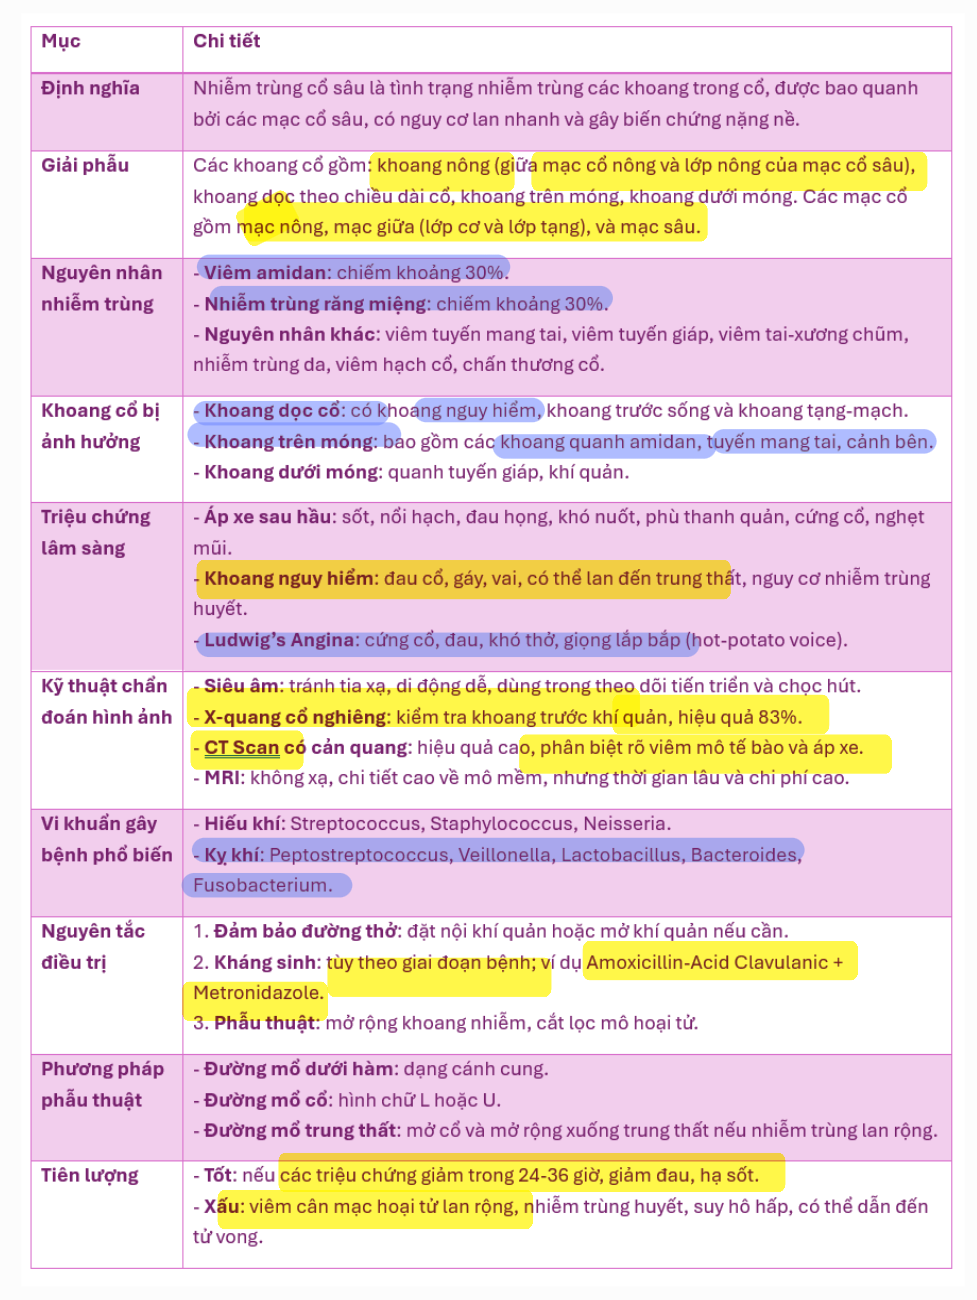 Mục
Chi tiết
Định nghĩa
Nhiễm trùng cổ sâu là tình trạng nhiễm trùng các khoang trong cổ, được bao quanh
bởi các mạc cổ sâu, có nguy cơ lan nhanh và gây biến chứng nặng nề.
Giải phẫu
Các khoang cổ gồm: khoang nông (giữa mạc cổ nông và lớp nông của mạc cổ sâu),
khoang dọc theo chiều dài cổ, khoang trên móng, khoang dưới móng. Các mạc cổ
gồm mạc nông, mạc giữa (lớp cơ và lớp tạng), và mạc sâu.
Nguyên nhân
nhiễm trùng
- Viêm amidan: chiếm khoảng 30%.
- Nhiễm trùng răng miệng: chiếm khoảng 30%.
- Nguyên nhân khác: viêm tuyến mang tai, viêm tuyến giáp, viêm tai-xương chũm,
nhiễm trùng da, viêm hạch cổ, chấn thương cổ.
Khoang cổ bị
ảnh hưởng
- Khoang dọc cổ: có khoang nguy hiểm, khoang trước sống và khoang tạng-mạch.
- Khoang trên móng: bao gồm các khoang quanh amidan, tuyến mang tai, cảnh bên.
- Khoang dưới móng: quanh tuyến giáp, khí quản.
Triệu chứng
lâm sàng
- Áp xe sau hầu: sốt, nổi hạch, đau họng, khó nuốt, phù thanh quản, cứng cổ, nghẹt
mũi.
- Khoang nguy hiểm: đau cổ, gáy, vai, có thể lan đến trung thất, nguy cơ nhiễm trùng
huyết.
- Ludwig’s Angina: cứng cổ, đau, khó thở, giọng lắp bắp (hot-potato voice).
Kỹ thuật chẩn
đoán hình ảnh
- Siêu âm: tránh tia xạ, di động dễ, dùng trong theo dõi tiến triển và chọc hút.
- X-quang cổ nghiêng: kiểm tra khoang trước khí quản, hiệu quả 83%.
- CT Scan có cản quang: hiệu quả cao, phân biệt rõ viêm mô tế bào và áp xe.
- MRI: không xạ, chi tiết cao về mô mềm, nhưng thời gian lâu và chi phí cao.
Vi khuẩn gây
bệnh phổ biến
- Hiếu khí: Streptococcus, Staphylococcus, Neisseria.
- Kỵ khí: Peptostreptococcus, Veillonella, Lactobacillus, Bacteroides,
Fusobacterium.
Nguyên tắc
điều trị
1. Đảm bảo đường thở: đặt nội khí quản hoặc mở khí quản nếu cần.
2. Kháng sinh: tùy theo giai đoạn bệnh; ví dụ Amoxicillin-Acid Clavulanic +
Metronidazole.
3. Phẫu thuật: mở rộng khoang nhiễm, cắt lọc mô hoại tử.
Phương pháp
phẫu thuật
- Đường mổ dưới hàm: dạng cánh cung.
- Đường mổ cổ: hình chữ L hoặc U.
- Đường mổ trung thất: mở cổ và mở rộng xuống trung thất nếu nhiễm trùng lan rộng.
Tiên lượng
- Tốt: nếu các triệu chứng giảm trong 24-36 giờ, giảm đau, hạ sốt.
- Xấu: viêm cân mạc hoại tử lan rộng, nhiễm trùng huyết, suy hô hấp, có thể dẫn đến
tử vong.